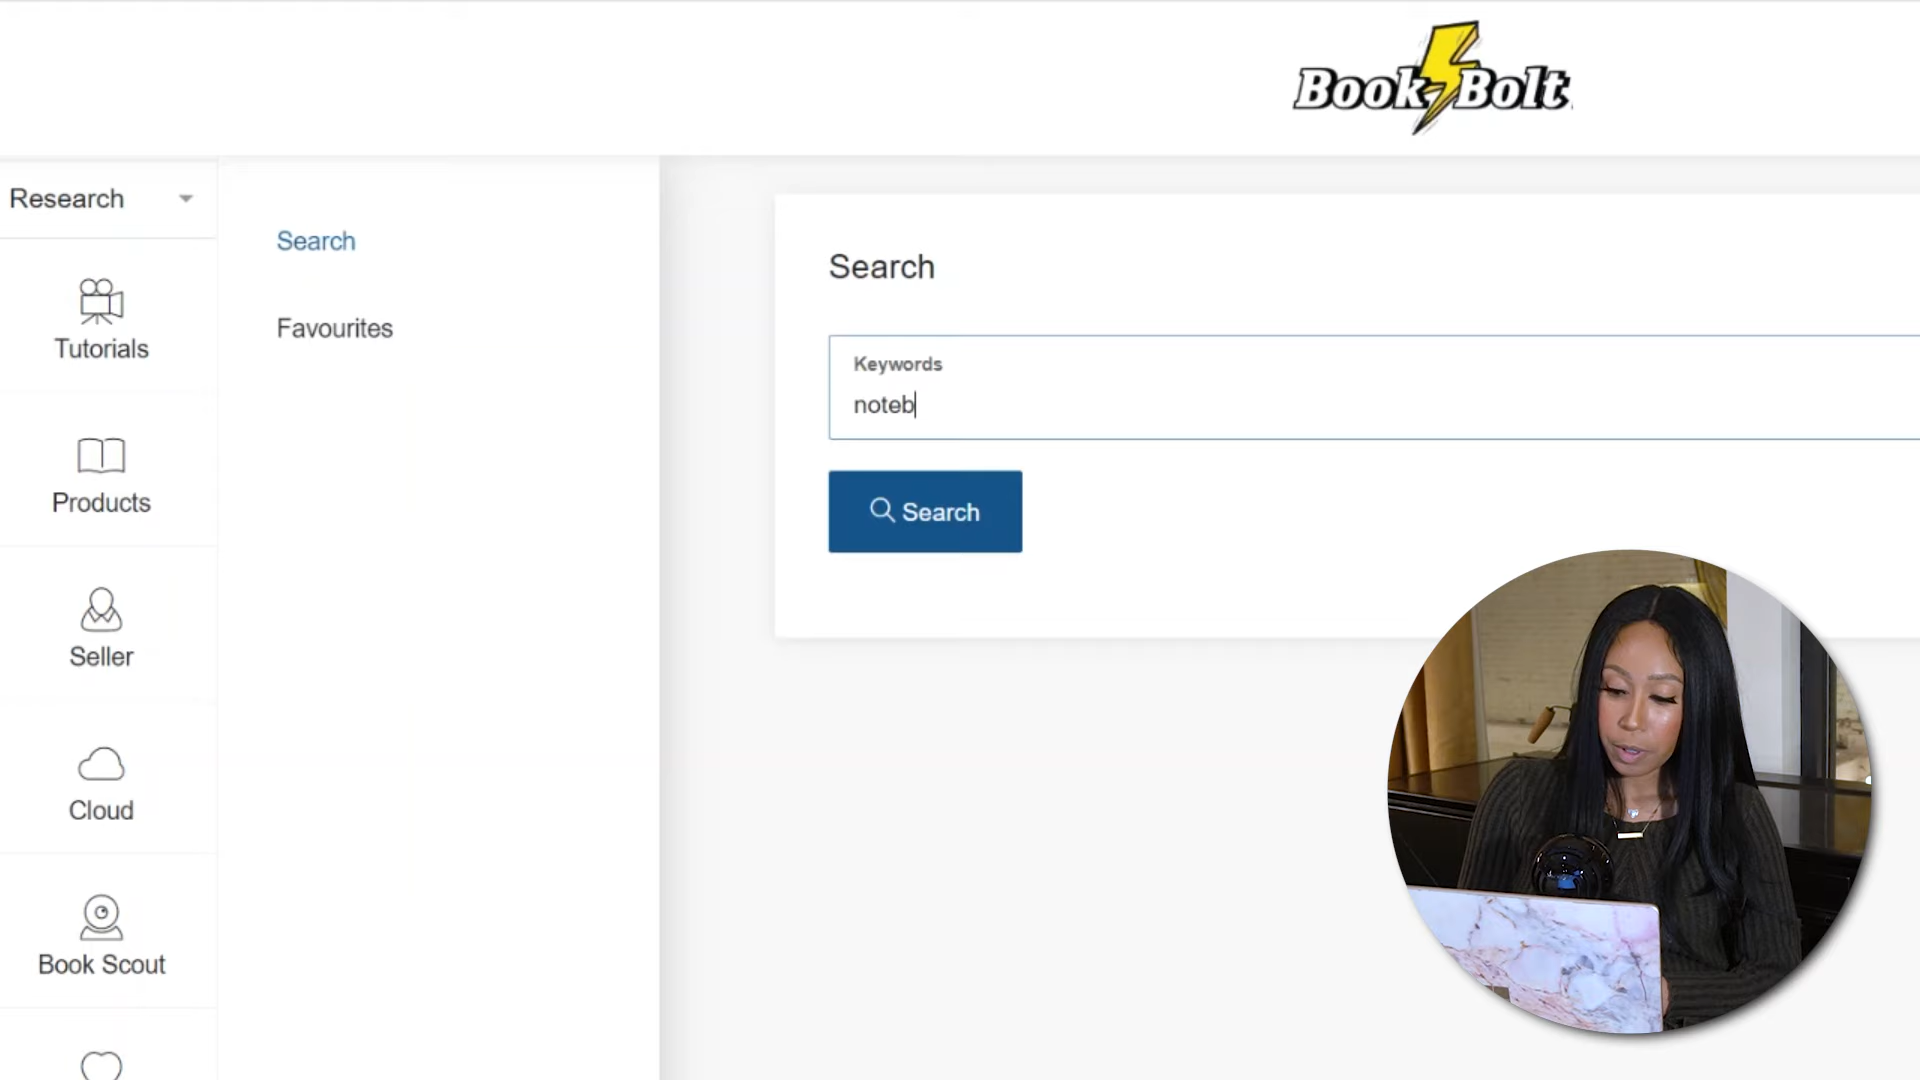 Book Bolt
Research
Search
Favourites
Tutorials
Products
Seller
Cloud
Book Scout
Search
Keywords
noteb
Search